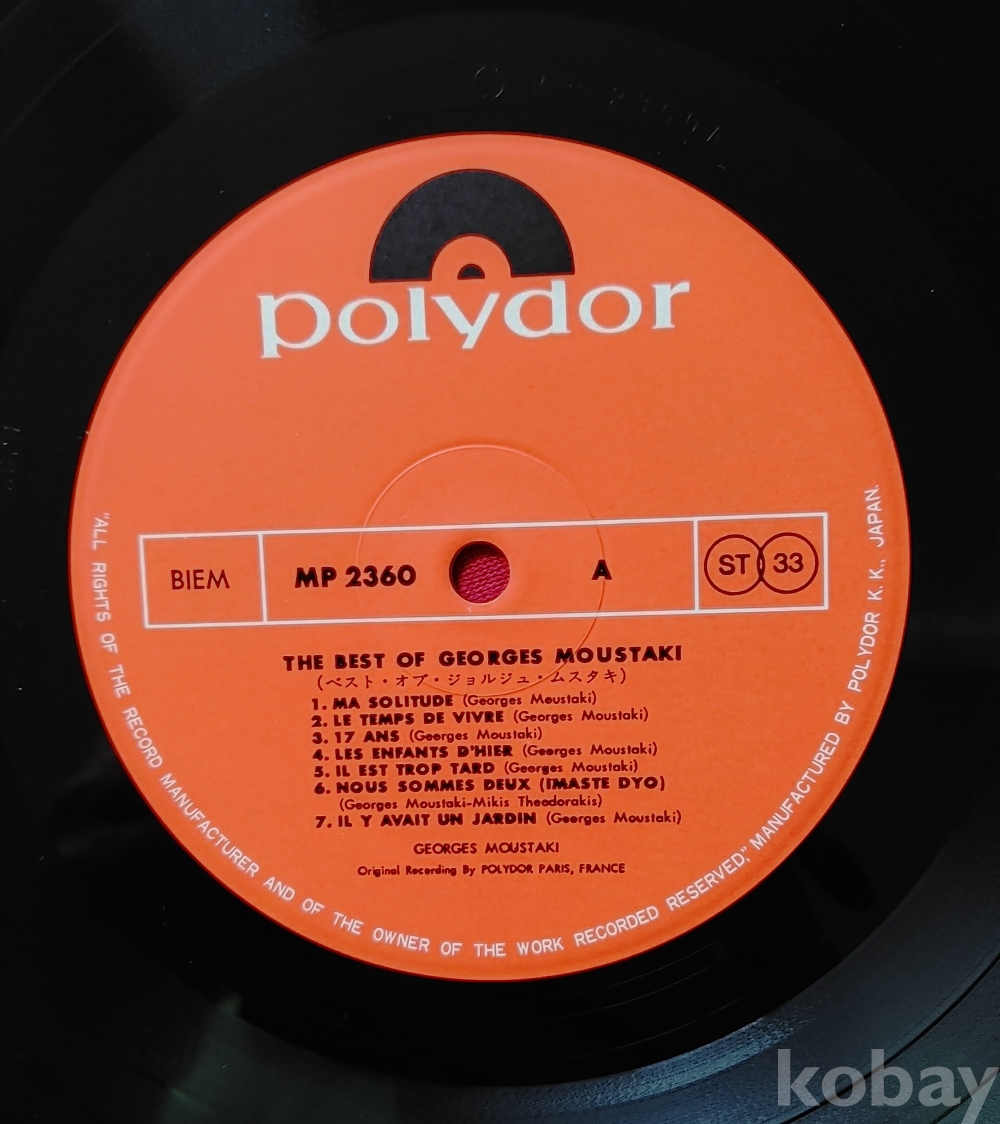 polydor
BIEM
MP 2360
A
ST 33
THE BEST OF GEORGES MOUSTAKI
(ベスト・オブ・ジョルジュ・ムスタキ)
1. MA SOLITUDE (Georges Moustaki)
2. LE TEMPS DE VIVRE (Georges Moustaki)
3. 17 ANS (Georges Moustaki)
4. LES ENFANTS D'HIER (Georges Moustaki)
5. IL EST TROP TARD (Georges Moustaki)
6. NOUS SOMMES DEUX (IMASTE DYO)
(Georges Moustaki-Mikis Theodorakis)
7. IL Y AVAIT UN JARDIN (Georges Moustaki)
GEORGES MOUSTAKI
Original Recording By POLYDOR PARIS, FRANCE
"ALL RIGHTS OF THE RECORD MANUFACTURER AND OF THE OWNER OF THE WORK RECORDED RESERVED," MANUFACTURED BY POLYDOR K. K., JAPAN.
kobay